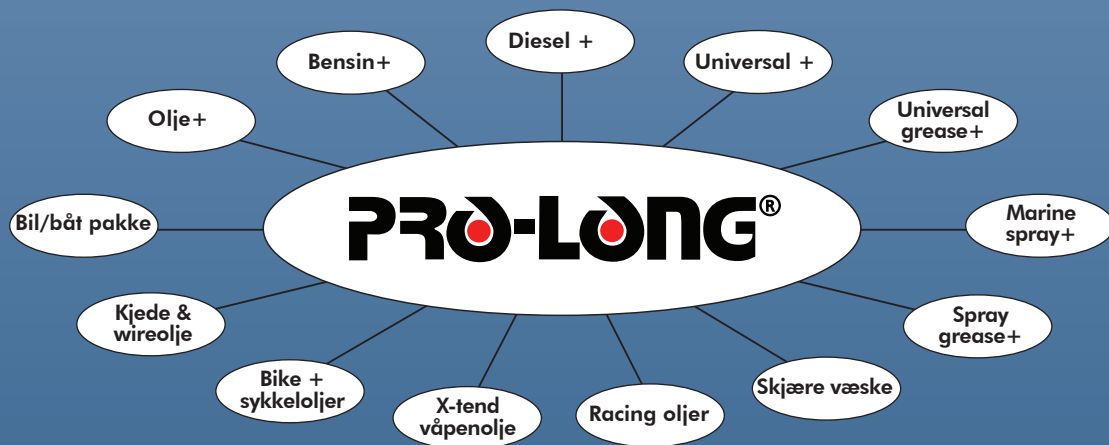 Diesel +
Bensin+
Universal +
Olje+
Universal
grease+
PRO-LONG®
Bil/båt pakke
Marine
spray+
Kjede &
wireolje
Spray
grease+
Bike +
sykkeloljer
X-tend
våpenolje
Racing oljer
Skjære væske